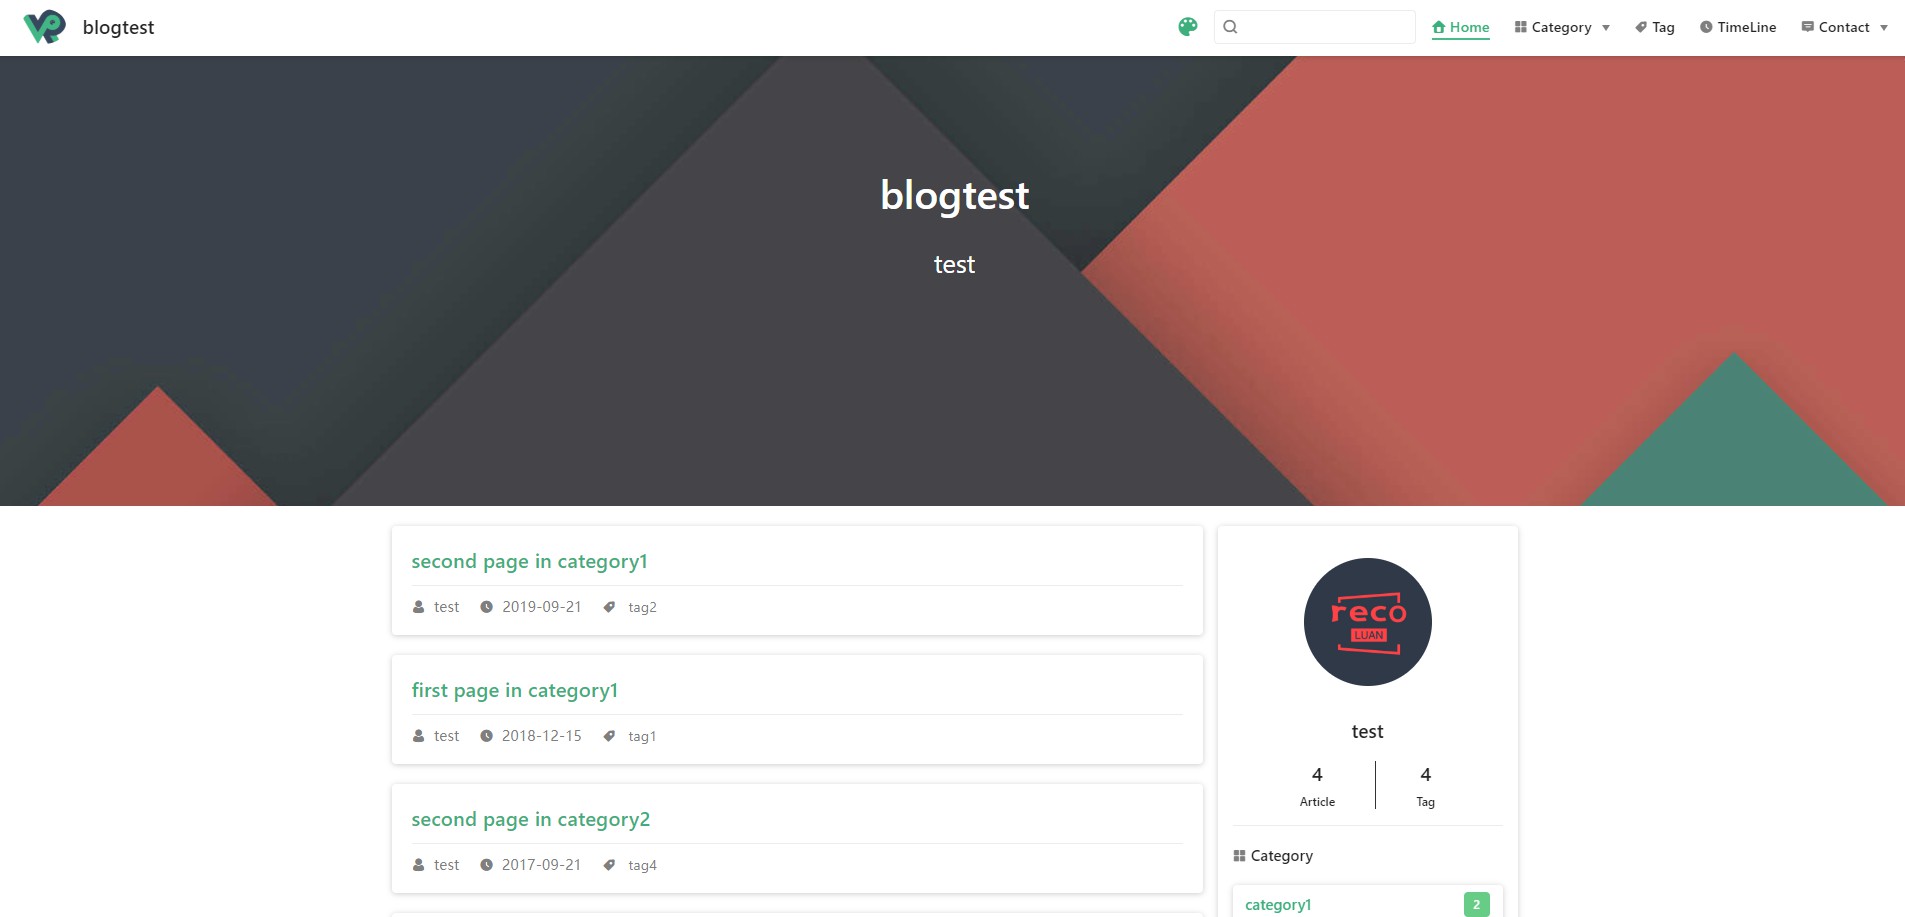 blogtest
Home Category Tag TimeLine Contact
blogtest
test
second page in category1
test 2019-09-21 tag2
first page in category1
test 2018-12-15 tag1
second page in category2
test 2017-09-21 tag4
reco
LUAN
test
4 4
Article Tag
Category
category1 2